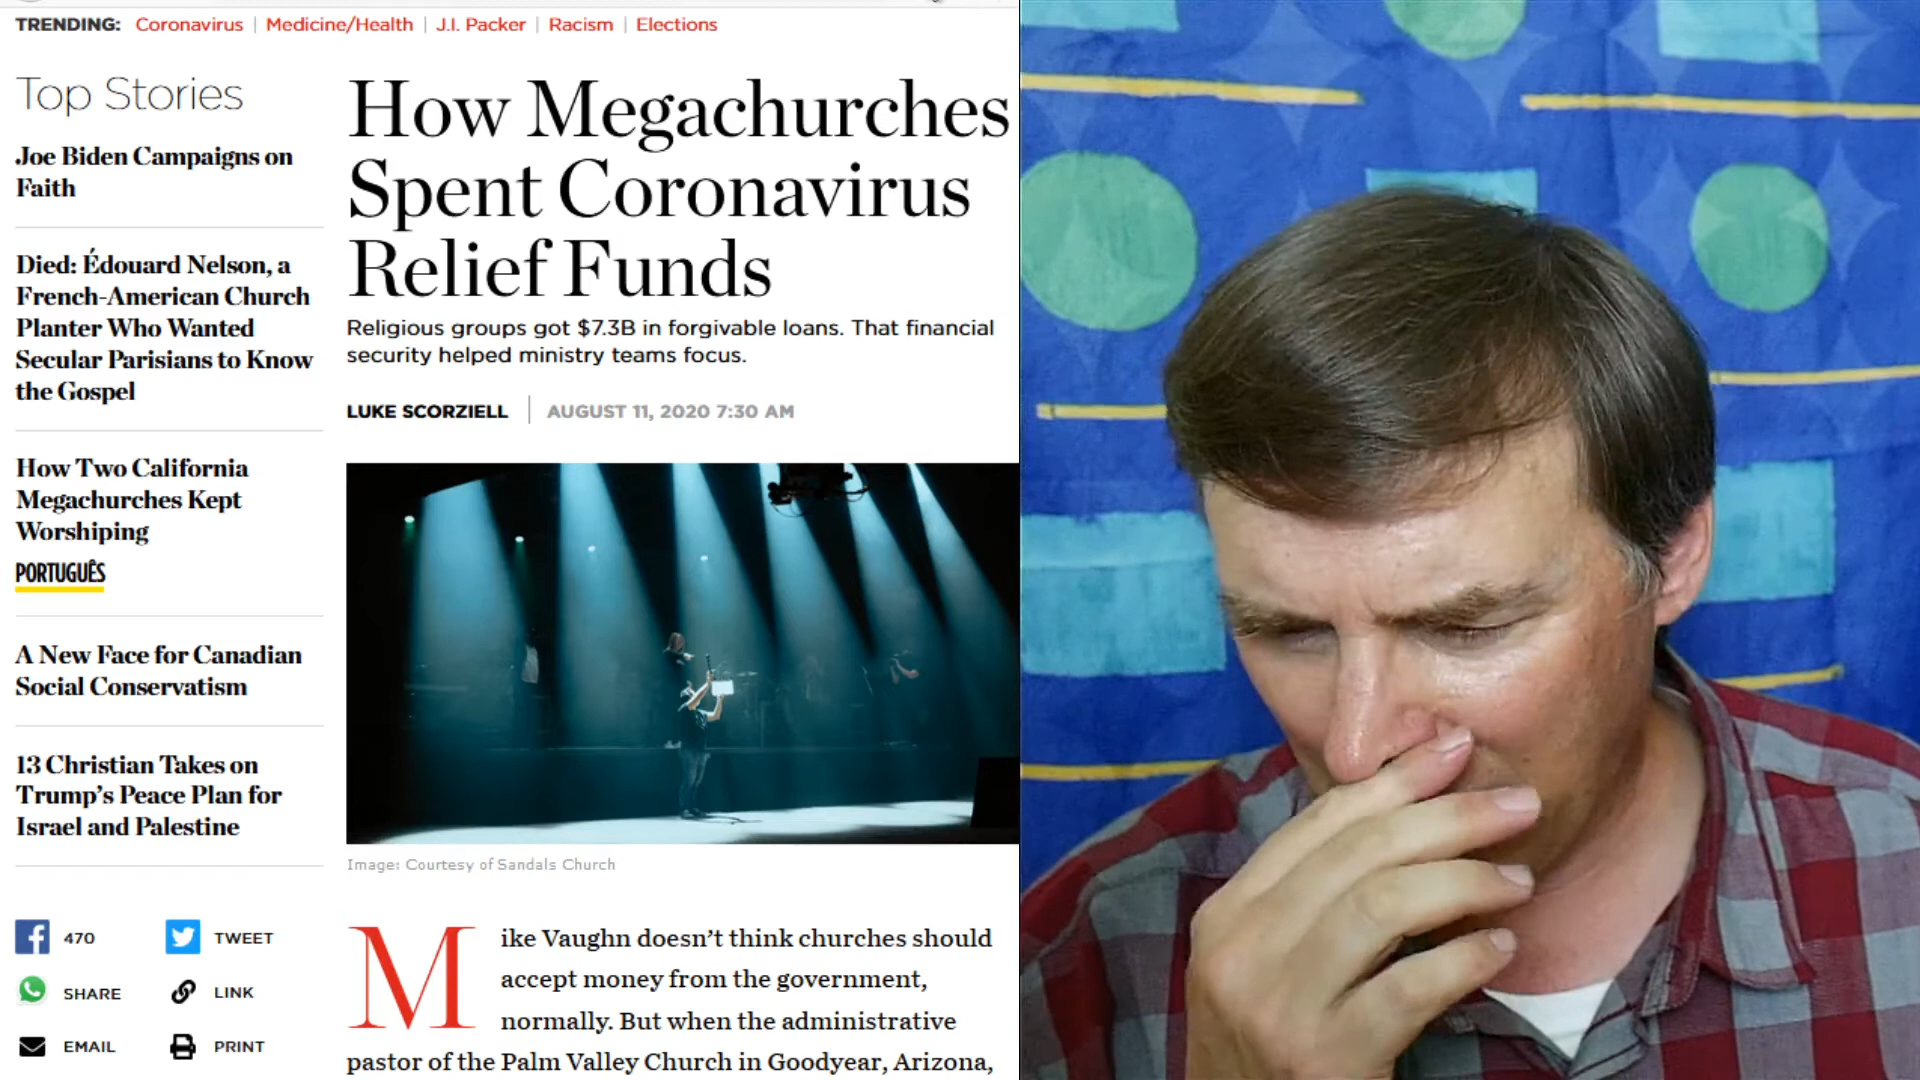 TRENDING: Coronavirus | Medicine/Health | J.I. Packer | Racism | Elections
Top Stories
Joe Biden Campaigns on
Faith
Died: Édouard Nelson, a
French-American Church
Planter Who Wanted
Secular Parisians to Know
the Gospel
How Two California
Megachurches Kept
Worshiping
PORTUGUÊS
A New Face for Canadian
Social Conservatism
13 Christian Takes on
Trump's Peace Plan for
Israel and Palestine
470
TWEET
SHARE
LINK
EMAIL
PRINT
How Megachurches
Spent Coronavirus
Relief Funds
Religious groups got $7.3B in forgivable loans. That financial
security helped ministry teams focus.
LUKE SCORZIELL | AUGUST 11, 2020 7:30 AM
Image: Courtesy of Sandals Church
Mike Vaughn doesn't think churches should
accept money from the government,
normally. But when the administrative
pastor of the Palm Valley Church in Goodyear, Arizona,